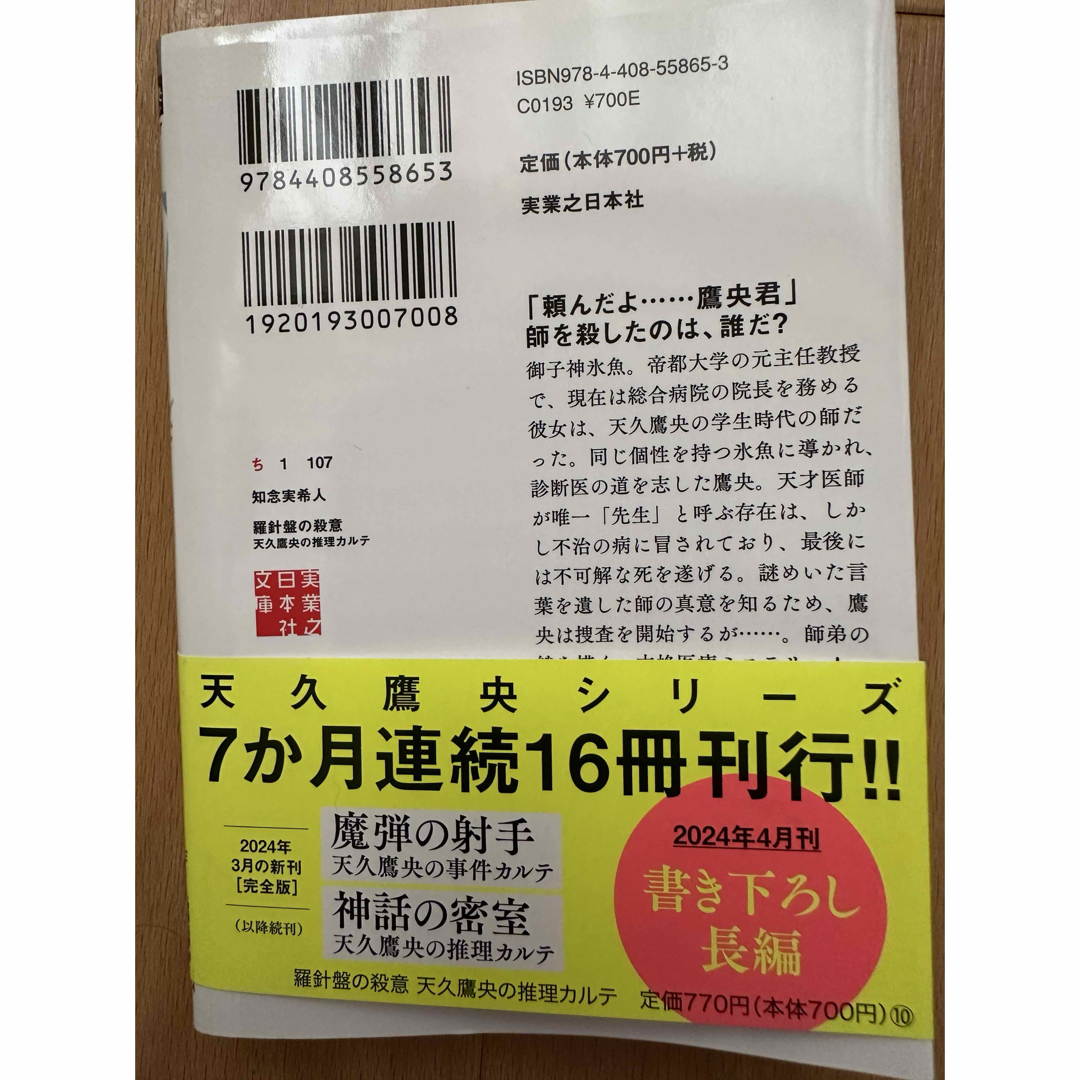 ISBN978-4-408-55865-3
C0193 ¥700E
定価(本体700円+税)
実業之日本社
9784408558653
1920193007008
「頼んだよ……鷹央君」
師を殺したのは、誰だ?
御子神氷魚。帝都大学の元主任教授
で、現在は総合病院の院長を務める
彼女は、天久鷹央の学生時代の師だ
った。同じ個性を持つ氷魚に導かれ、
診断医の道を志した鷹央。天才医師
が唯一「先生」と呼ぶ存在は、しか
し不治の病に冒されており、最後に
は不可解な死を遂げる。謎めいた言
葉を遺した師の真意を知るため、鷹
央は捜査を開始するが……。師弟の
ち 1 107
知念実希人
羅針盤の殺意
天久鷹央の推理カルテ
実業之
日本社
文庫
天久鷹央シリーズ
7か月連続16冊刊行!!
2024年
3月の新刊
[完全版]
(以降続刊)
魔弾の射手
天久鷹央の事件カルテ
神話の密室
天久鷹央の推理カルテ
2024年4月刊
書き下ろし
長編
羅針盤の殺意 天久鷹央の推理カルテ 定価770円(本体700円)⑩